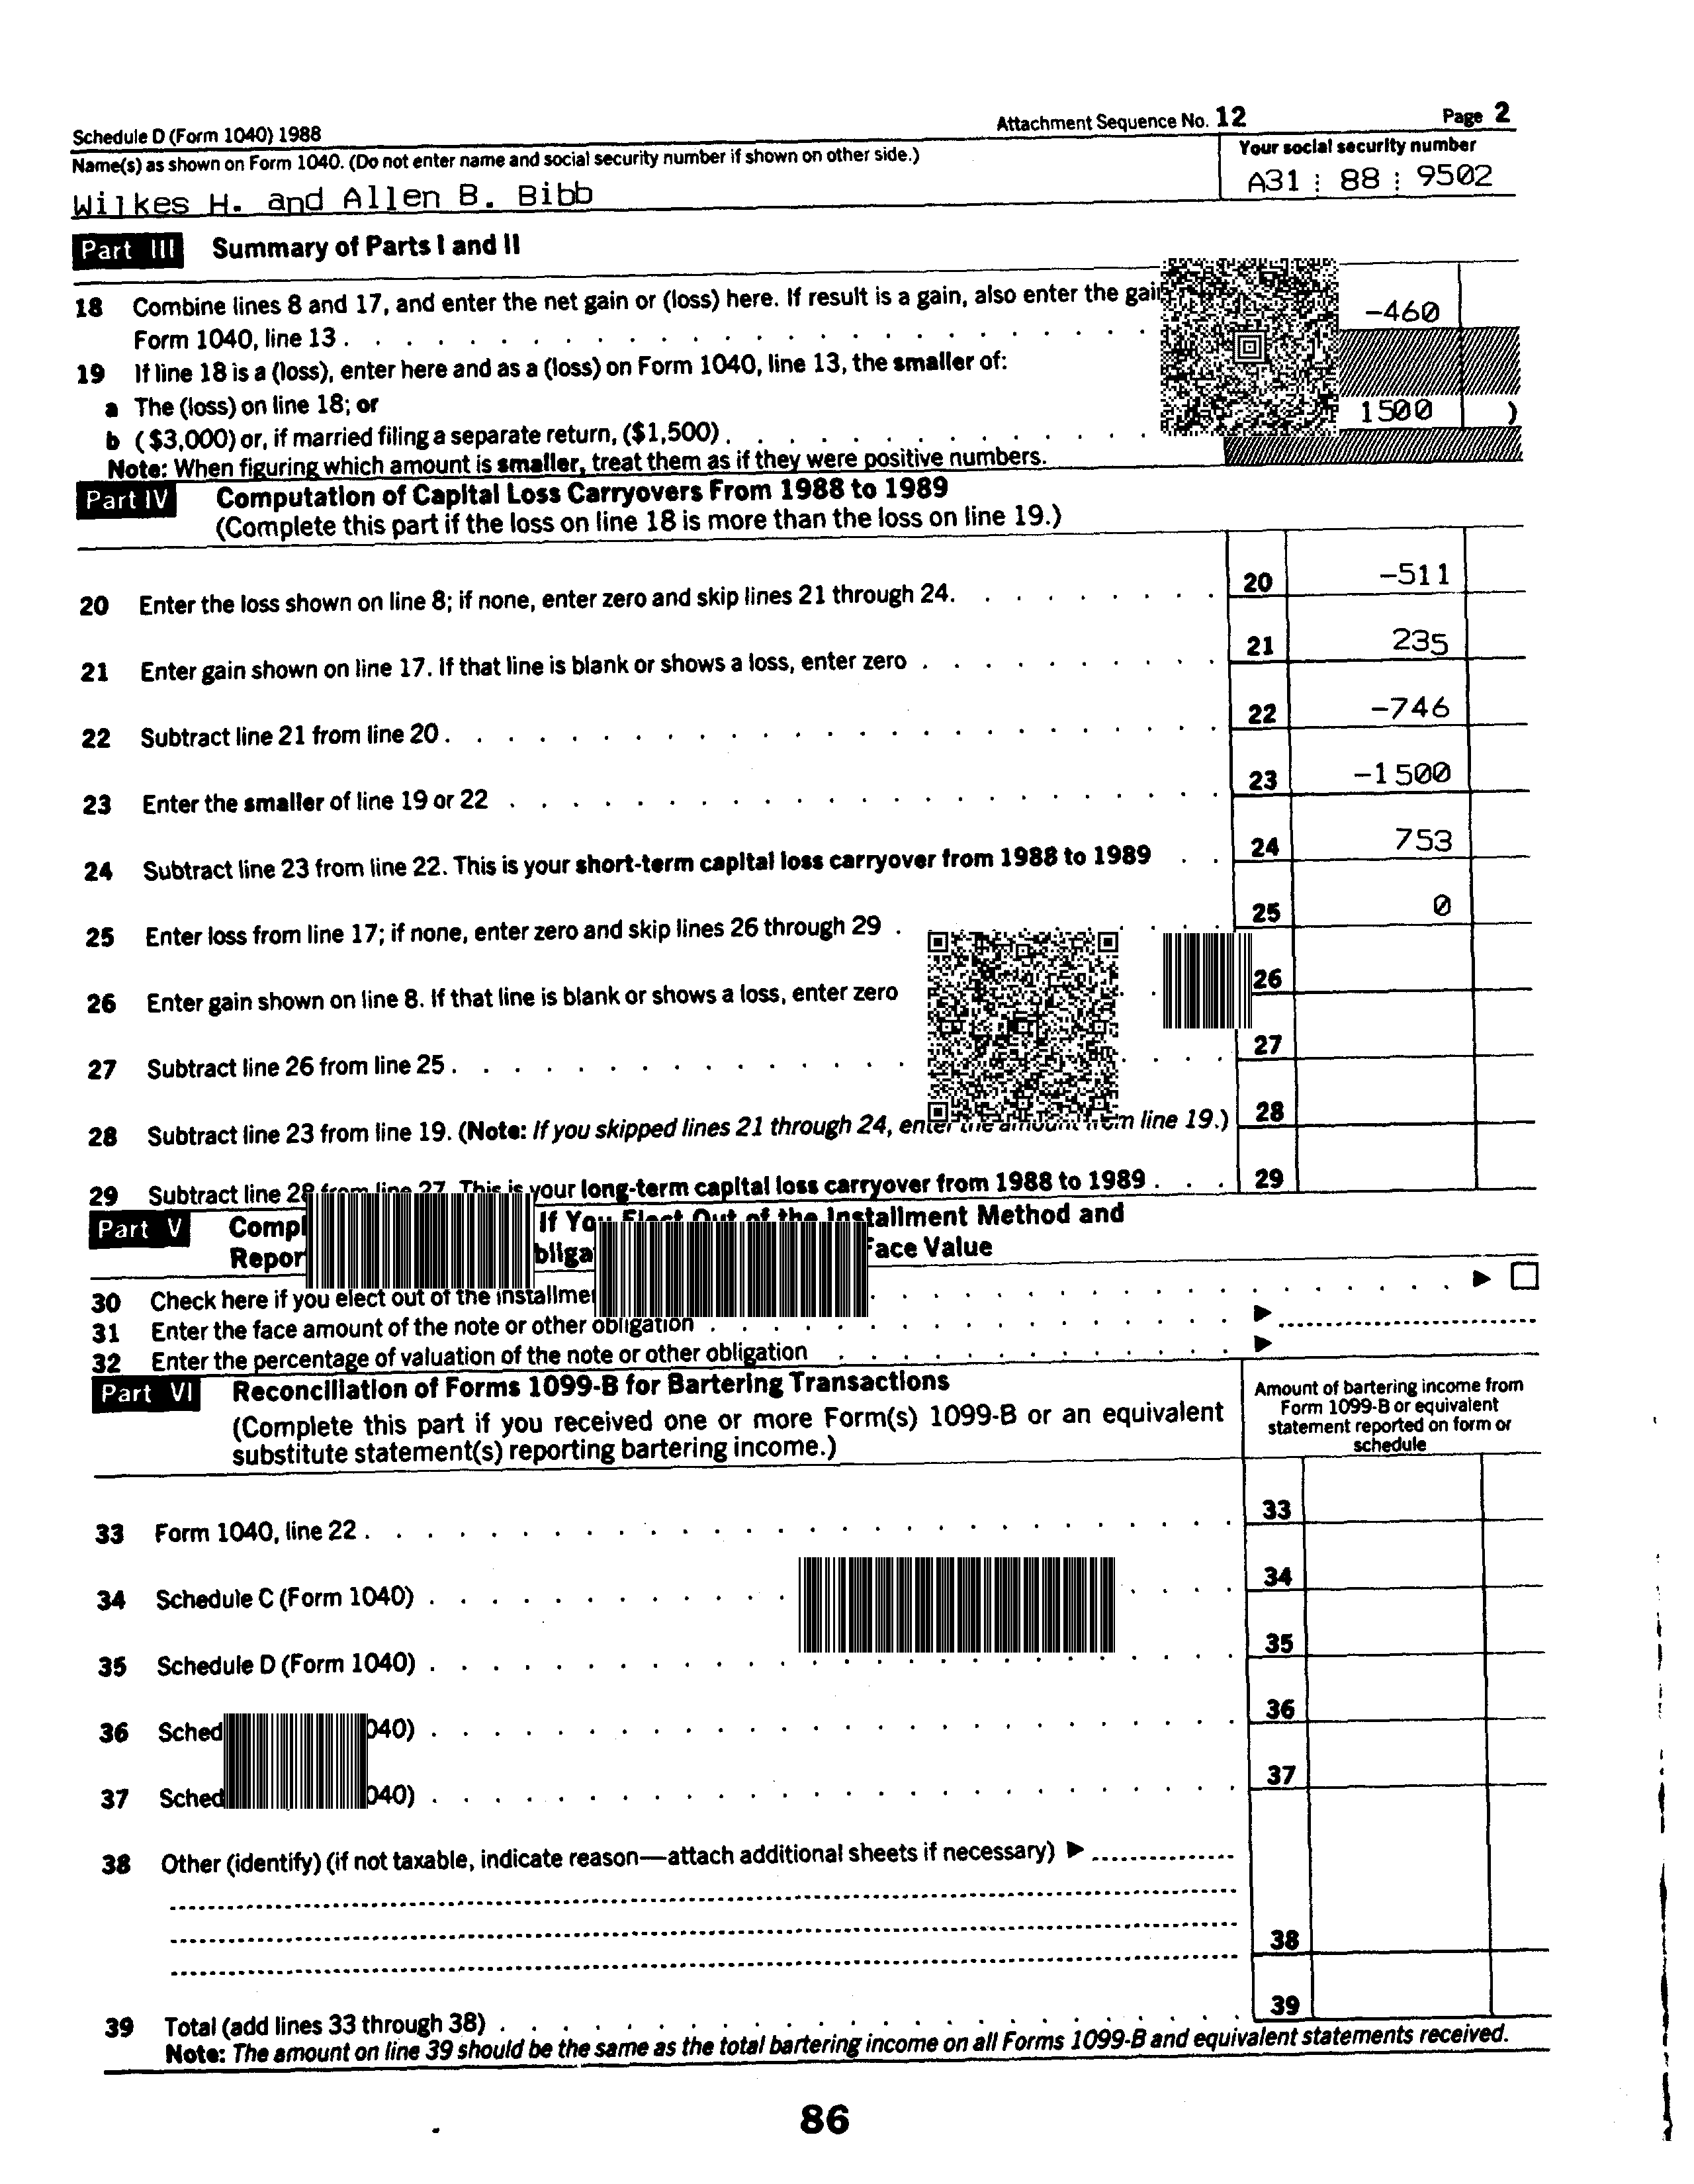 Schedule D (Form 1040) 1988 Attachment Sequence No. 12 Page 2
Name(s) as shown on Form 1040. (Do not enter name and social security number if shown on other side.) Your social security number
Wilkes H. and Allen B. Bibb A31 88 9502
Part III Summary of Parts I and II
18 Combine lines 8 and 17, and enter the net gain or (loss) here. If result is a gain, also enter the -460
Form 1040, line 13
19 If line 18 is a (loss), enter here and as a (loss) on Form 1040, line 13, the smaller of:
a The (loss) on line 18; or
b ($3,000) or, if married filing a separate return, ($1,500) 1500 )
Note: When figuring which amount is smaller, treat them as if they were positive numbers.
Part IV Computation of Capital Loss Carryovers From 1988 to 1989
(Complete this part if the loss on line 18 is more than the loss on line 19.)
20 Enter the loss shown on line 8; if none, enter zero and skip lines 21 through 24. 20 -511
21 Enter gain shown on line 17. If that line is blank or shows a loss, enter zero 21 235
22 Subtract line 21 from line 20 22 -746
23 Enter the smaller of line 19 or 22 23 -1500
24 Subtract line 23 from line 22. This is your short-term capital loss carryover from 1988 to 1989 24 753
25 Enter loss from line 17; if none, enter zero and skip lines 26 through 29 25 0
26 Enter gain shown on line 8. If that line is blank or shows a loss, enter zero 26
27 Subtract line 26 from line 25 27
28 Subtract line 23 from line 19. (Note: If you skipped lines 21 through 24, enter the amount from line 19.) 28
29 Subtract line 28 from line 27. This is your long-term capital loss carryover from 1988 to 1989 29
Part V If You Elect Out of the Installment Method and
Face Value
30 Check here if you elect out of the
31 Enter the face amount of the note or other obligation
32 Enter the percentage of valuation of the note or other obligation
Part VI Reconciliation of Forms 1099-B for Bartering Transactions
(Complete this part if you received one or more Form(s) 1099-B or an equivalent
substitute statement(s) reporting bartering income.)
Amount of bartering income from
Form 1099-B or equivalent
statement reported on form or
schedule
33 Form 1040, line 22 33
34 Schedule C (Form 1040) 34
35 Schedule D (Form 1040) 35
36 36
37 37
38 Other (identify) (if not taxable, indicate reason—attach additional sheets if necessary)
38
39 Total (add lines 33 through 38) 39
Note: The amount on line 39 should be the same as the total bartering income on all Forms 1099-B and equivalent statements received.
86